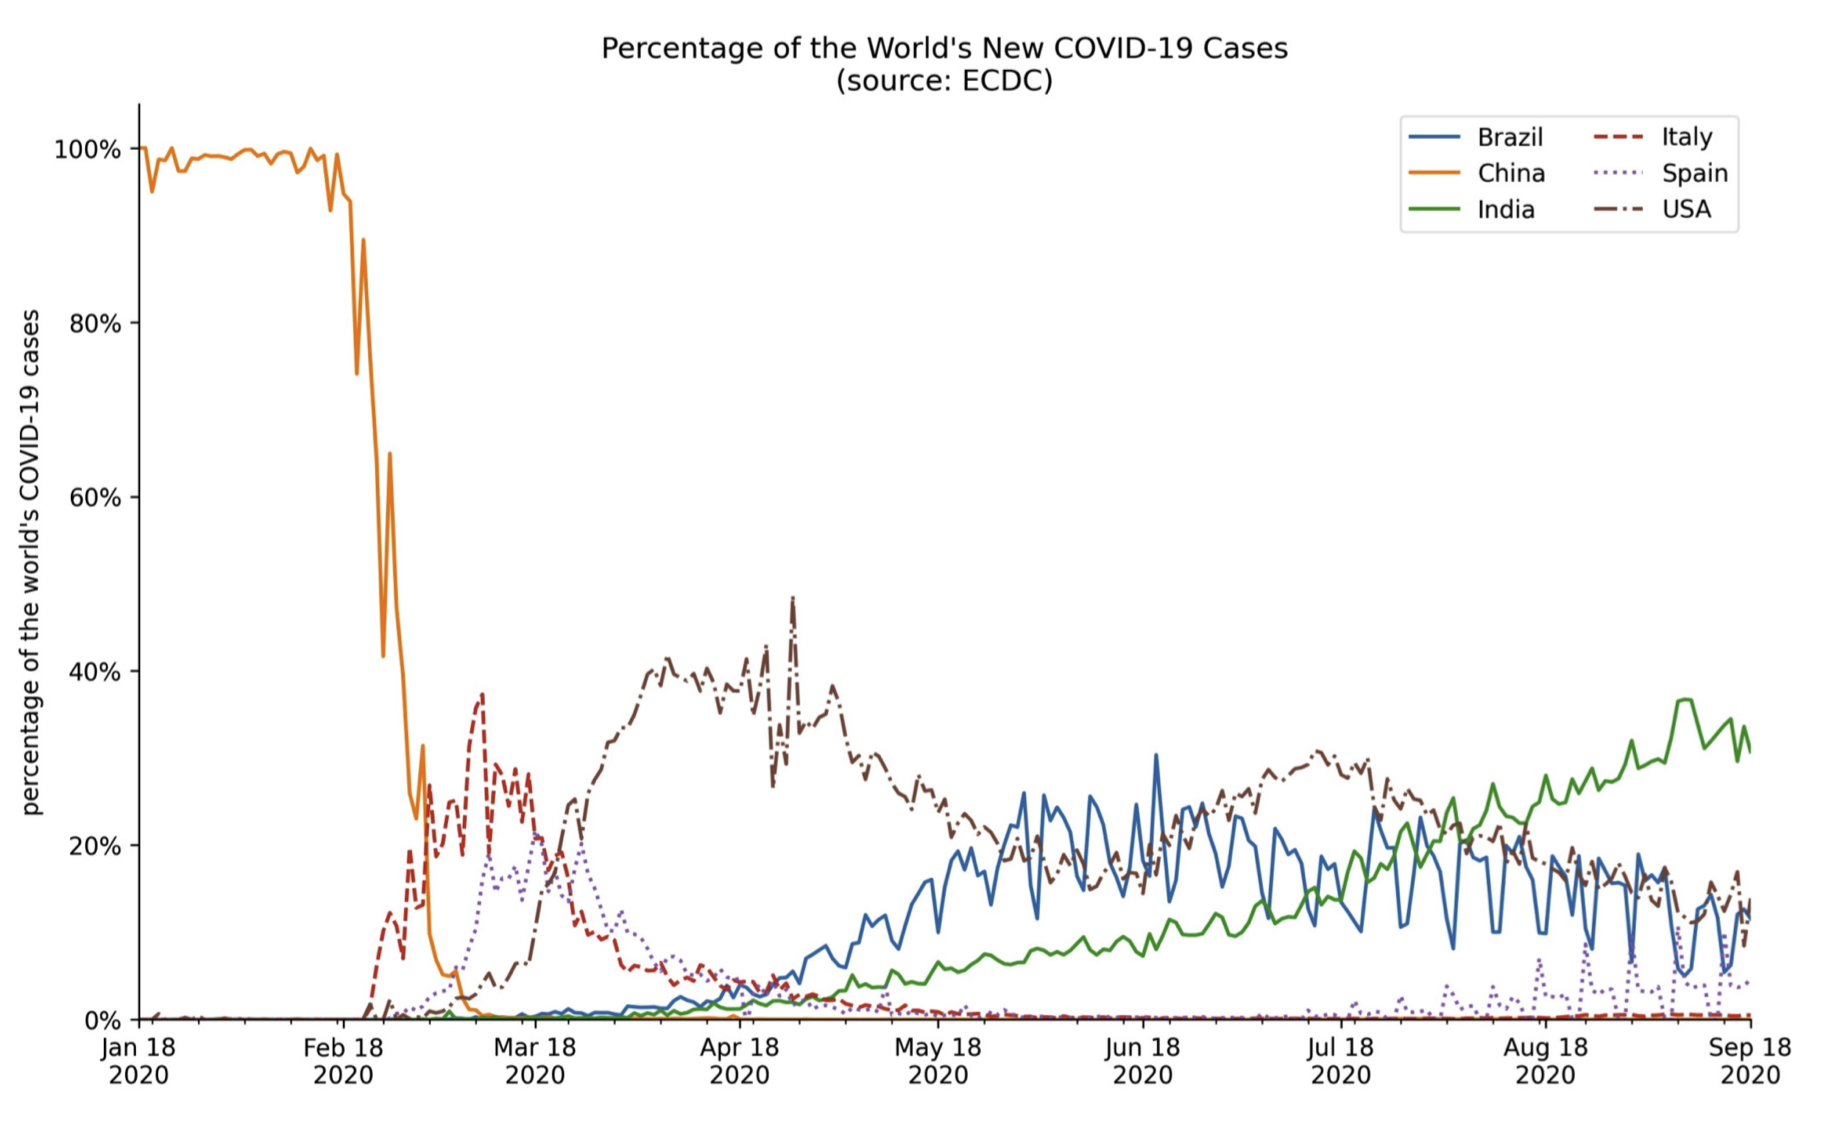 Percentage of the World's New COVID-19 Cases
(source: ECDC)
percentage of the world's COVID-19 cases
100%
80%
60%
40%
20%
0%
Brazil
China
India
Italy
Spain
USA
Jan 18
2020
Feb 18
2020
Mar 18
2020
Apr 18
2020
May 18
2020
Jun 18
2020
Jul 18
2020
Aug 18
2020
Sep 18
2020